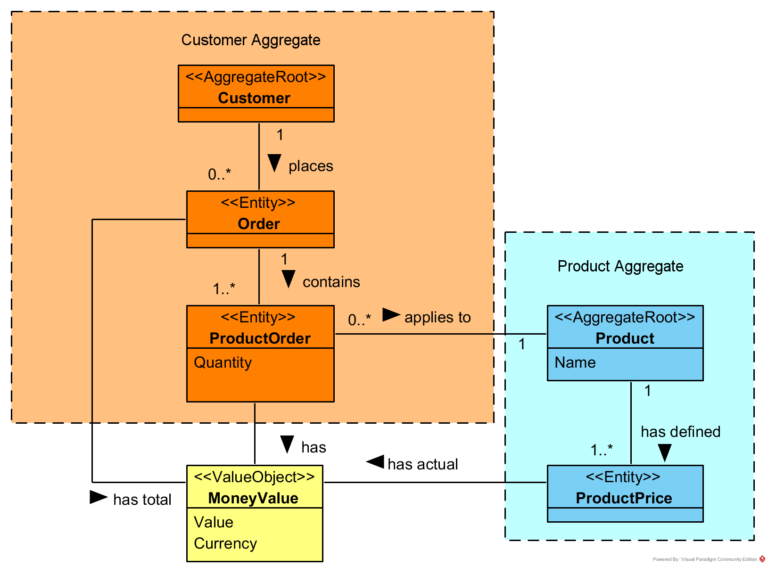 Customer Aggregate
<<AggregateRoot>>
Customer
1
places
0..*
<<Entity>>
Order
1
contains
1..*
<<Entity>>
ProductOrder
Quantity
0..*
applies to
1
Product Aggregate
<<AggregateRoot>>
Product
Name
1
has defined
1..*
<<Entity>>
ProductPrice
has actual
has
has total
<<ValueObject>>
MoneyValue
Value
Currency
Powered By: Visual Paradigm Community Edition